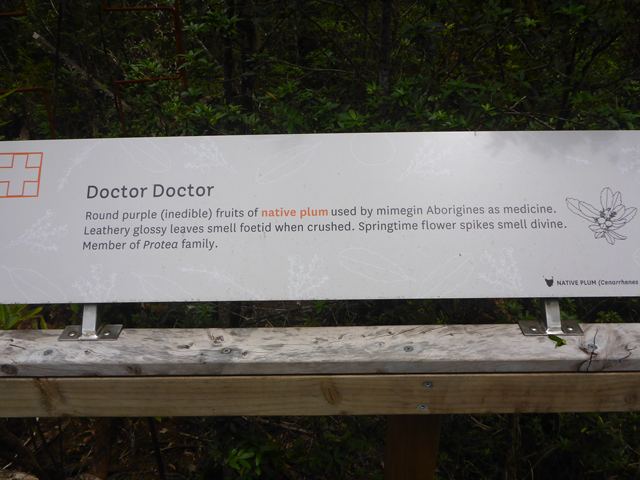 Doctor Doctor
Round purple (inedible) fruits of native plum used by mimegin Aborigines as medicine.
Leathery glossy leaves smell foetid when crushed. Springtime flower spikes smell divine.
Member of Protea family.
NATIVE PLUM (Cenarrhenes